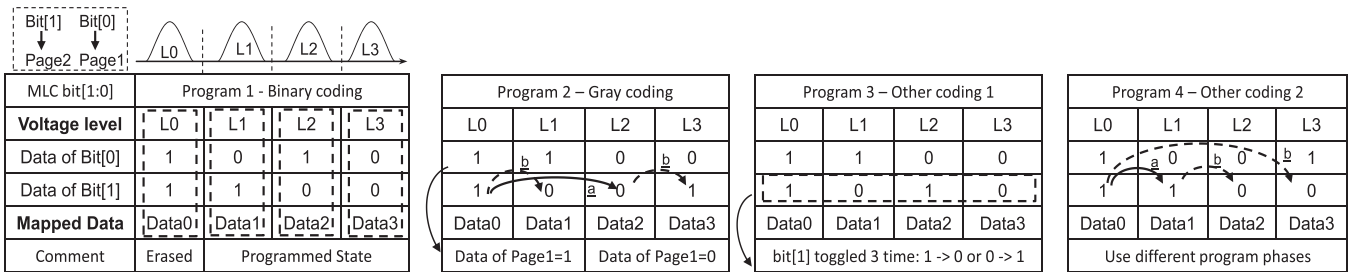 Bit[1] Bit[0]
Page2 Page1
L0 L1 L2 L3
MLC bit[1:0] Program 1 - Binary coding
Voltage level L0 L1 L2 L3
Data of Bit[0] 1 0 1 0
Data of Bit[1] 1 1 0 0
Mapped Data Data0 Data1 Data2 Data3
Comment Erased Programmed State
Program 2 – Gray coding
L0 L1 L2 L3
1 b 1 0 b 0
1 0 a 0 1
Data0 Data1 Data2 Data3
Data of Page1=1 Data of Page1=0
Program 3 – Other coding 1
L0 L1 L2 L3
1 1 0 0
1 0 1 0
Data0 Data1 Data2 Data3
bit[1] toggled 3 time: 1 -> 0 or 0 -> 1
Program 4 – Other coding 2
L0 L1 L2 L3
1 a 0 b 0 b 1
1 1 0 0
Data0 Data1 Data2 Data3
Use different program phases